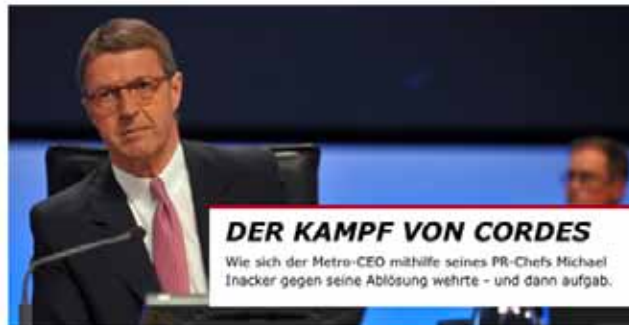 DER KAMPF VON CORDES
Wie sich der Metro-CEO mithilfe seines PR-Chefs Michael
Inacker gegen seine Ablösung wehrte – und dann aufgab.